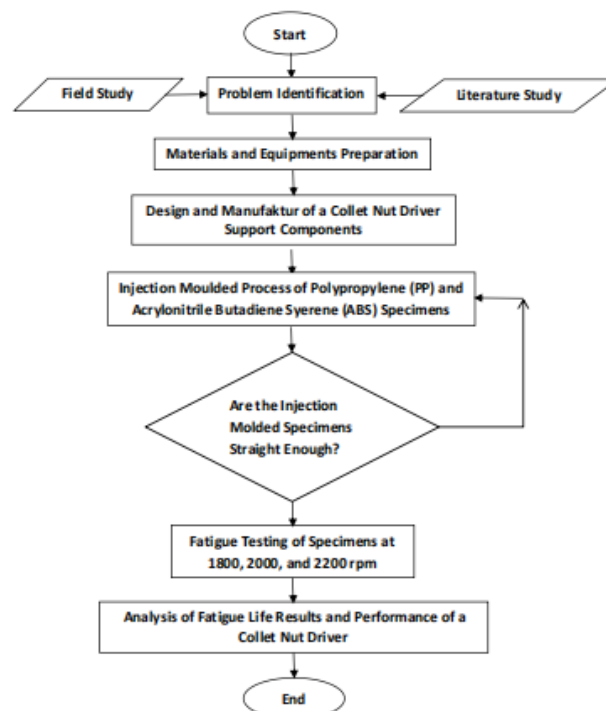 Start
Field Study
Problem Identification
Literature Study
Materials and Equipments Preparation
Design and Manufaktur of a Collet Nut Driver
Support Components
Injection Moulded Process of Polypropylene (PP) and
Acrylonitrile Butadiene Syerene (ABS) Specimens
Are the Injection
Molded Specimens
Straight Enough?
Fatigue Testing of Specimens at
1800, 2000, and 2200 rpm
Analysis of Fatigue Life Results and Performance of a
Collet Nut Driver
End